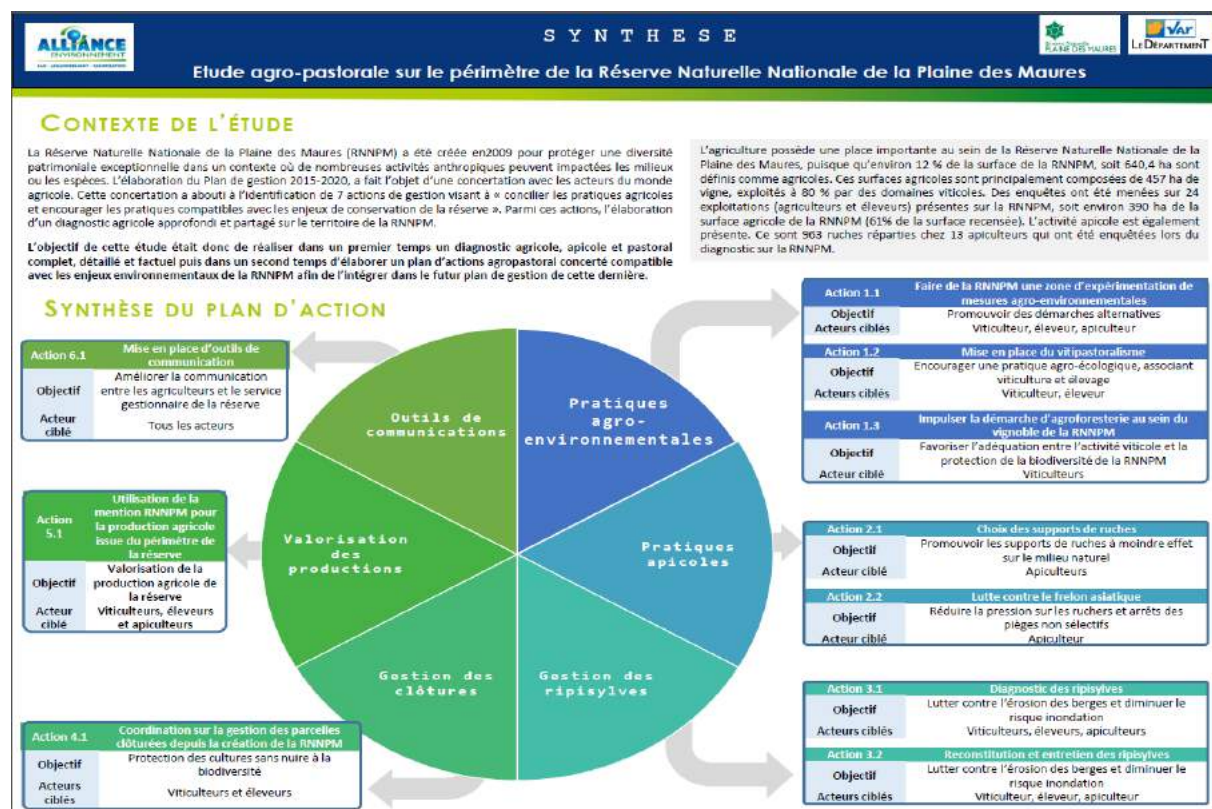 ALLIANCE
ENVIRONNEMENT
SYNTHESE
PLAINE DES MAURES
VAR
LE DÉPARTEMENT
Etude agro-pastorale sur le périmètre de la Réserve Naturelle Nationale de la Plaine des Maures
CONTEXTE DE L'ÉTUDE
La Réserve Naturelle Nationale de la Plaine des Maures (RNNPM) a été créée en2009 pour protéger une diversité
patrimoniale exceptionnelle dans un contexte où de nombreuses activités anthropiques peuvent impactées les milieux
ou les espèces. L'élaboration du Plan de gestion 2015-2020, a fait l'objet d'une concertation avec les acteurs du monde
agricole. Cette concertation a abouti à l'identification de 7 actions de gestion visant à « concilier les pratiques agricoles
et encourager les pratiques compatibles avec les enjeux de conservation de la réserve ». Parmi ces actions, l'élaboration
d'un diagnostic agricole approfondi et partagé sur le territoire de la RNNPM.
L'objectif de cette étude était donc de réaliser dans un premier temps un diagnostic agricole, apicole et pastoral
complet, détaillé et factuel puis dans un second temps d'élaborer un plan d'actions agropastoral concerté compatible
avec les enjeux environnementaux de la RNNPM afin de l'intégrer dans le futur plan de gestion de cette dernière.
L'agriculture possède une place importante au sein de la Réserve Naturelle Nationale de la
Plaine des Maures, puisque qu'environ 12 % de la surface de la RNNPM, soit 640,4 ha sont
définis comme agricoles. Ces surfaces agricoles sont principalement composées de 457 ha de
vigne, exploités à 80 % par des domaines viticoles. Des enquêtes ont été menées sur 24
exploitations (agriculteurs et éleveurs) présentes sur la RNNPM, soit environ 390 ha de la
surface agricole de la RNNPM (61% de la surface recensée). L'activité apicole est également
présente. Ce sont 963 ruches réparties chez 13 apiculteurs qui ont été enquêtées lors du
diagnostic sur la RNNPM.
SYNTHÈSE DU PLAN D'ACTION
Action 6.1 Mise en place d'outils de
communication
Objectif Améliorer la communication
entre les agriculteurs et le service
gestionnaire de la réserve
Acteur
ciblé Tous les acteurs
Action
5.1 Utilisation de la
mention RNNPM pour
la production agricole
issue du périmètre de
la réserve
Objectif Valorisation de la
production agricole de
la réserve
Acteur
ciblé Viticulteurs, éleveurs
et apiculteurs
Action 4.1 Coordination sur la gestion des parcelles
clôturées depuis la création de la RNNPM
Objectif Protection des cultures sans nuire à la
biodiversité
Acteurs
ciblés Viticulteurs et éleveurs
Outils de
communications
Pratiques
agro-
environnementales
Valorisation
des
productions
Pratiques
apicoles
Gestion des
clôtures
Gestion des
ripisylves
Action 1.1 Faire de la RNNPM une zone d'expérimentation de
mesures agro-environnementales
Objectif Promouvoir des démarches alternatives
Acteurs ciblés Viticulteur, éleveur, apiculteur
Action 1.2 Mise en place du vitipastoralisme
Objectif Encourager une pratique agro-écologique, associant
viticulture et élevage
Acteurs ciblés Viticulteur, éleveur
Action 1.3 Impulser la démarche d'agroforesterie au sein du
vignoble de la RNNPM
Objectif Favoriser l'adéquation entre l'activité viticole et la
protection de la biodiversité de la RNNPM
Acteur ciblé Viticulteurs
Action 2.1 Choix des supports de ruches
Objectif Promouvoir les supports de ruches à moindre effet
sur le milieu naturel
Acteur ciblé Apiculteurs
Action 2.2 Lutte contre le frelon asiatique
Objectif Réduire la pression sur les ruchers et arrêts des
pièges non sélectifs
Acteur ciblé Apiculteur
Action 3.1 Diagnostic des ripisylves
Objectif Lutter contre l'érosion des berges et diminuer le
risque inondation
Acteurs ciblés Viticulteurs, éleveurs, apiculteurs
Action 3.2 Reconstitution et entretien des ripisylves
Objectif Lutter contre l'érosion des berges et diminuer le
risque inondation
Acteurs ciblés Viticulteur, éleveur, apiculteur